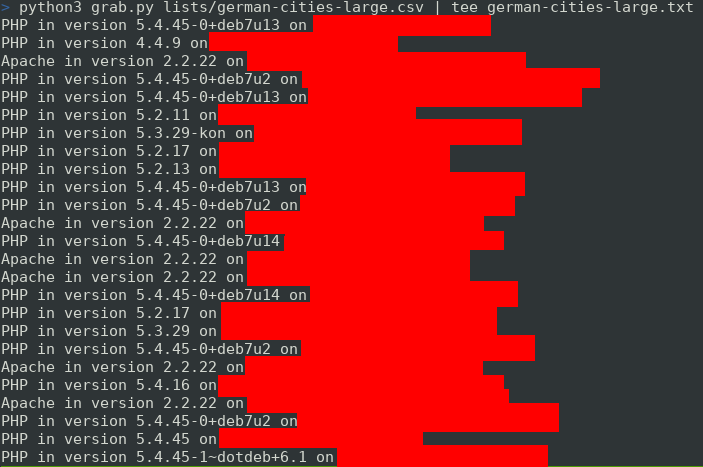 > python3 grab.py lists/german-cities-large.csv | tee german-cities-large.txt
PHP in version 5.4.45-0+deb7u13 on
PHP in version 4.4.9 on
Apache in version 2.2.22 on
PHP in version 5.4.45-0+deb7u2 on
PHP in version 5.4.45-0+deb7u13 on
PHP in version 5.2.11 on
PHP in version 5.3.29-kon on
PHP in version 5.2.17 on
PHP in version 5.2.13 on
PHP in version 5.4.45-0+deb7u13 on
PHP in version 5.4.45-0+deb7u2 on
Apache in version 2.2.22 on
PHP in version 5.4.45-0+deb7u14
Apache in version 2.2.22 on
Apache in version 2.2.22 on
PHP in version 5.4.45-0+deb7u14 on
PHP in version 5.2.17 on
PHP in version 5.3.29 on
PHP in version 5.4.45-0+deb7u2 on
Apache in version 2.2.22 on
PHP in version 5.4.16 on
Apache in version 2.2.22 on
PHP in version 5.4.45-0+deb7u2 on
PHP in version 5.4.45 on
PHP in version 5.4.45-1~dotdeb+6.1 on